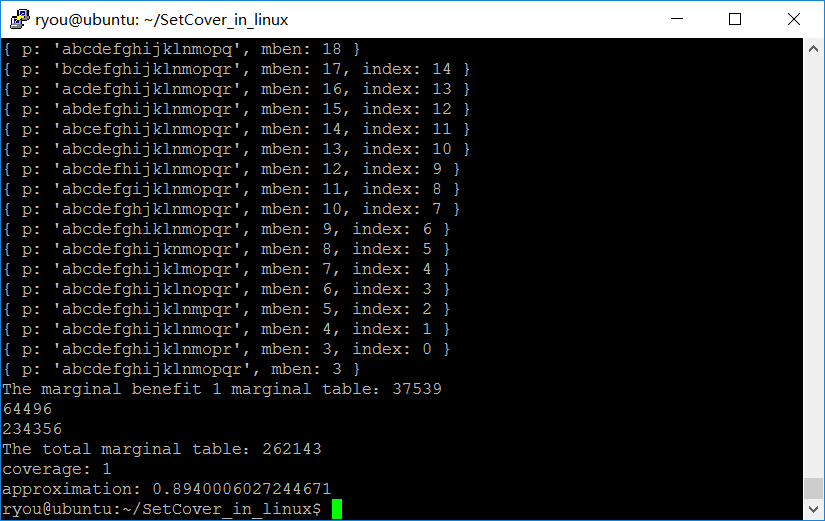 ryou@ubuntu: ~/SetCover_in_linux
{ p: 'abcdefghijklnmopq', mben: 18 }
{ p: 'bcdefghijklnmopqr', mben: 17, index: 14 }
{ p: 'acdefghijklnmopqr', mben: 16, index: 13 }
{ p: 'abdefghijklnmopqr', mben: 15, index: 12 }
{ p: 'abcefghijklnmopqr', mben: 14, index: 11 }
{ p: 'abcdeghijklnmopqr', mben: 13, index: 10 }
{ p: 'abcdefhijklnmopqr', mben: 12, index: 9 }
{ p: 'abcdefgijklnmopqr', mben: 11, index: 8 }
{ p: 'abcdefghjklnmopqr', mben: 10, index: 7 }
{ p: 'abcdefghiklnmopqr', mben: 9, index: 6 }
{ p: 'abcdefghijknmopqr', mben: 8, index: 5 }
{ p: 'abcdefghijklmopqr', mben: 7, index: 4 }
{ p: 'abcdefghijklnopqr', mben: 6, index: 3 }
{ p: 'abcdefghijklnmpqr', mben: 5, index: 2 }
{ p: 'abcdefghijklnmoqr', mben: 4, index: 1 }
{ p: 'abcdefghijklnmopr', mben: 3, index: 0 }
{ p: 'abcdefghijklnmopqr', mben: 3 }
The marginal benefit 1 marginal table: 37539
64496
234356
The total marginal table: 262143
coverage: 1
approximation: 0.8940006027244671
ryou@ubuntu:~/SetCover_in_linux$